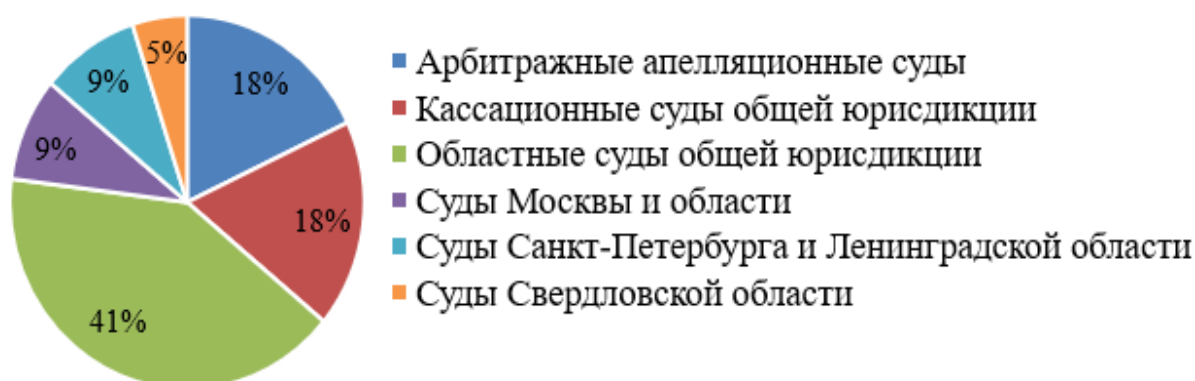 5%
9%
18%
9%
18%
41%
Арбитражные апелляционные суды
Кассационные суды общей юрисдикции
Областные суды общей юрисдикции
Суды Москвы и области
Суды Санкт-Петербурга и Ленинградской области
Суды Свердловской области